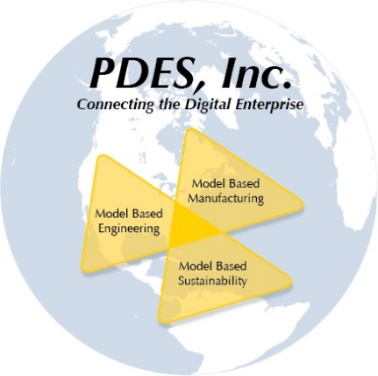 PDES, Inc.
Connecting the Digital Enterprise
Model Based
Manufacturing
Model Based
Engineering
Model Based
Sustainability